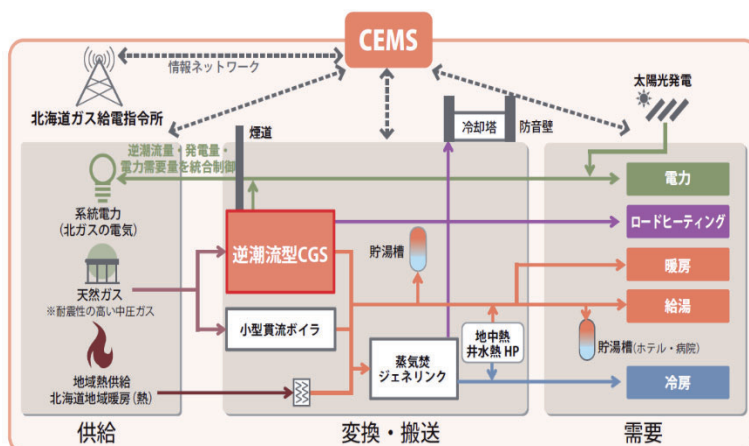 CEMS
情報ネットワーク
北海道ガス給電指令所
太陽光発電
煙道
冷却塔
防音壁
逆潮流量・発電量・
電力需要量を統合制御
系統電力
(北ガスの電気)
電力
逆潮流型CGS
ロードヒーティング
貯湯槽
暖房
天然ガス
※耐震性の高い中圧ガス
給湯
小型貫流ボイラ
地中熱
井水熱 HP
蒸気焚
ジェネリンク
貯湯槽(ホテル・病院)
地域熱供給
北海道地域暖房(熱)
冷房
供給
変換・搬送
需要